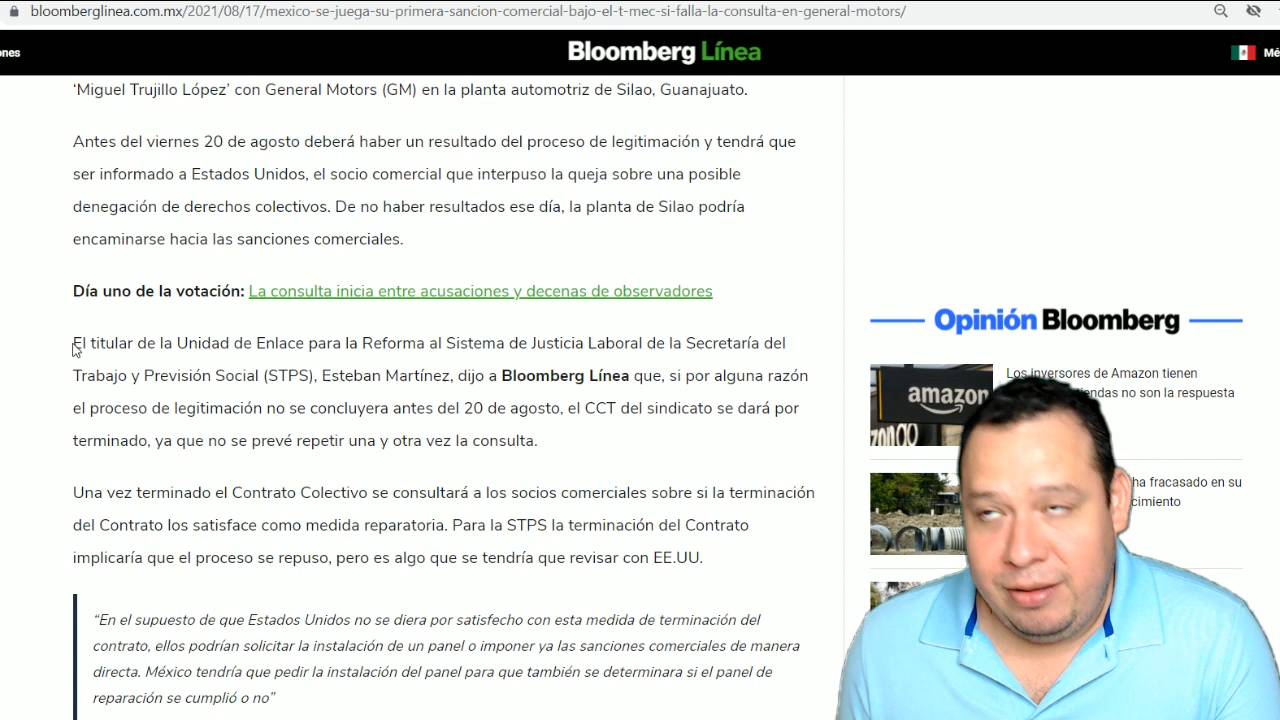 bloomberglinea.com.mx/2021/08/17/mexico-se-juega-su-primera-sancion-comercial-bajo-el-t-mec-si-falla-la-consulta-en-general-motors/
ones
Bloomberg Línea
Mé
‘Miguel Trujillo López’ con General Motors (GM) en la planta automotriz de Silao, Guanajuato.
Antes del viernes 20 de agosto deberá haber un resultado del proceso de legitimación y tendrá que
ser informado a Estados Unidos, el socio comercial que interpuso la queja sobre una posible
denegación de derechos colectivos. De no haber resultados ese día, la planta de Silao podría
encaminarse hacia las sanciones comerciales.
Día uno de la votación: La consulta inicia entre acusaciones y decenas de observadores
El titular de la Unidad de Enlace para la Reforma al Sistema de Justicia Laboral de la Secretaría del
Trabajo y Previsión Social (STPS), Esteban Martínez, dijo a Bloomberg Línea que, si por alguna razón
el proceso de legitimación no se concluyera antes del 20 de agosto, el CCT del sindicato se dará por
terminado, ya que no se prevé repetir una y otra vez la consulta.
Una vez terminado el Contrato Colectivo se consultará a los socios comerciales sobre si la terminación
del Contrato los satisface como medida reparatoria. Para la STPS la terminación del Contrato
implicaría que el proceso se repuso, pero es algo que se tendría que revisar con EE.UU.
“En el supuesto de que Estados Unidos no se diera por satisfecho con esta medida de terminación del
contrato, ellos podrían solicitar la instalación de un panel o imponer ya las sanciones comerciales de manera
directa. México tendría que pedir la instalación del panel para que también se determinara si el panel de
reparación se cumplió o no”
Opinión Bloomberg
amazon
Los inversores de Amazon tienen
endas no son la respuesta
ha fracasado en su
cimiento